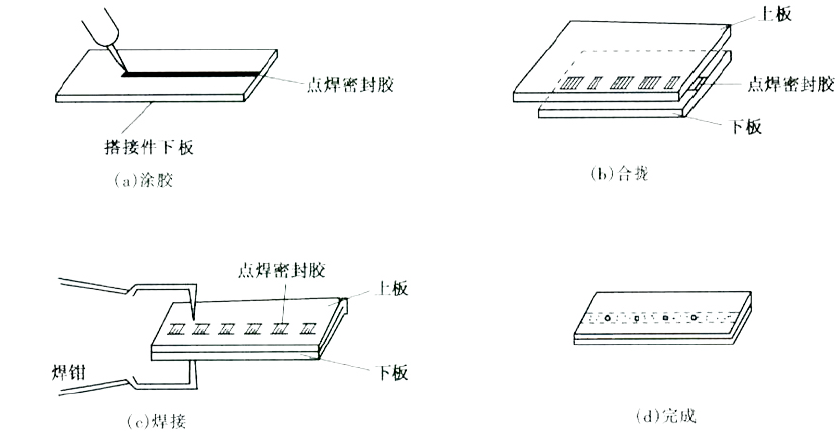 点焊密封胶
搭接件下板
(a)涂胶
上板
点焊密封胶
下板
(b)合拢
点焊密封胶
上板
焊钳
下板
(c)焊接
(d)完成